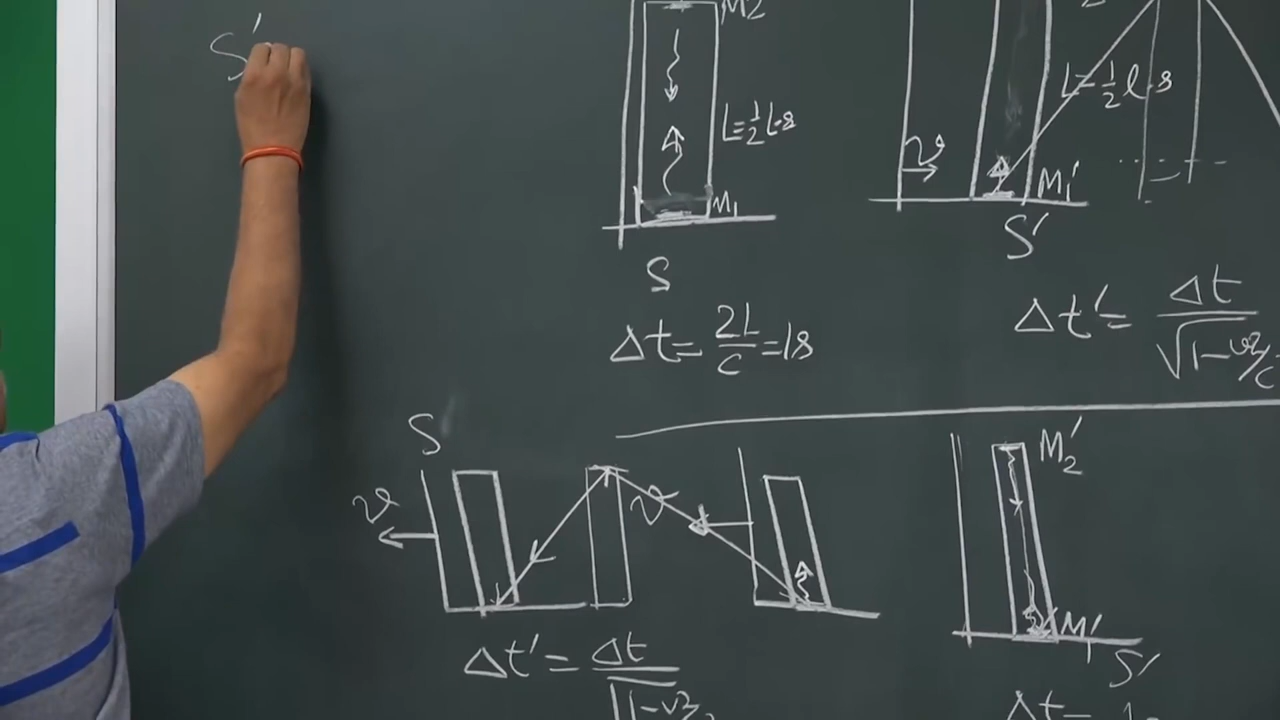 S'
M2
L=½ l.s
M1
S
Δt = 2L/c = 1s
v
L=½ l.s
M1'
S'
Δt' = Δt/√1-v²/c
S
v
v
Δt' = Δt/√1-v²/
M2'
M1'
S'
Δt =